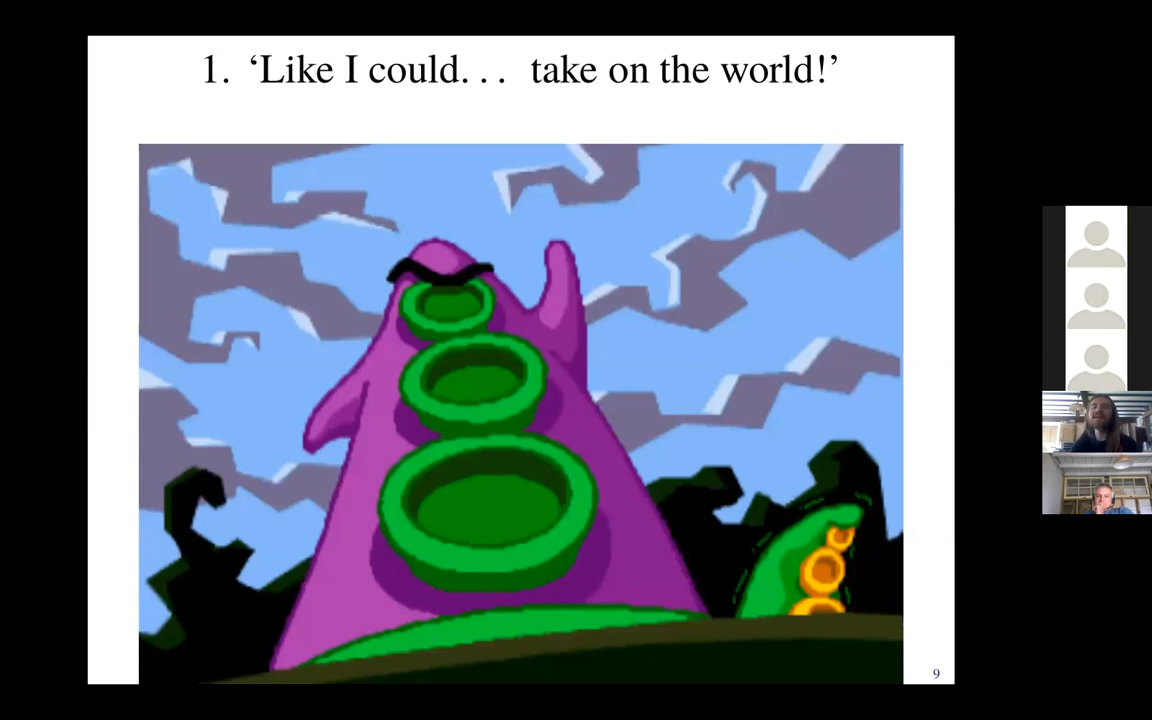 1. ‘Like I could. . . take on the world!’
9